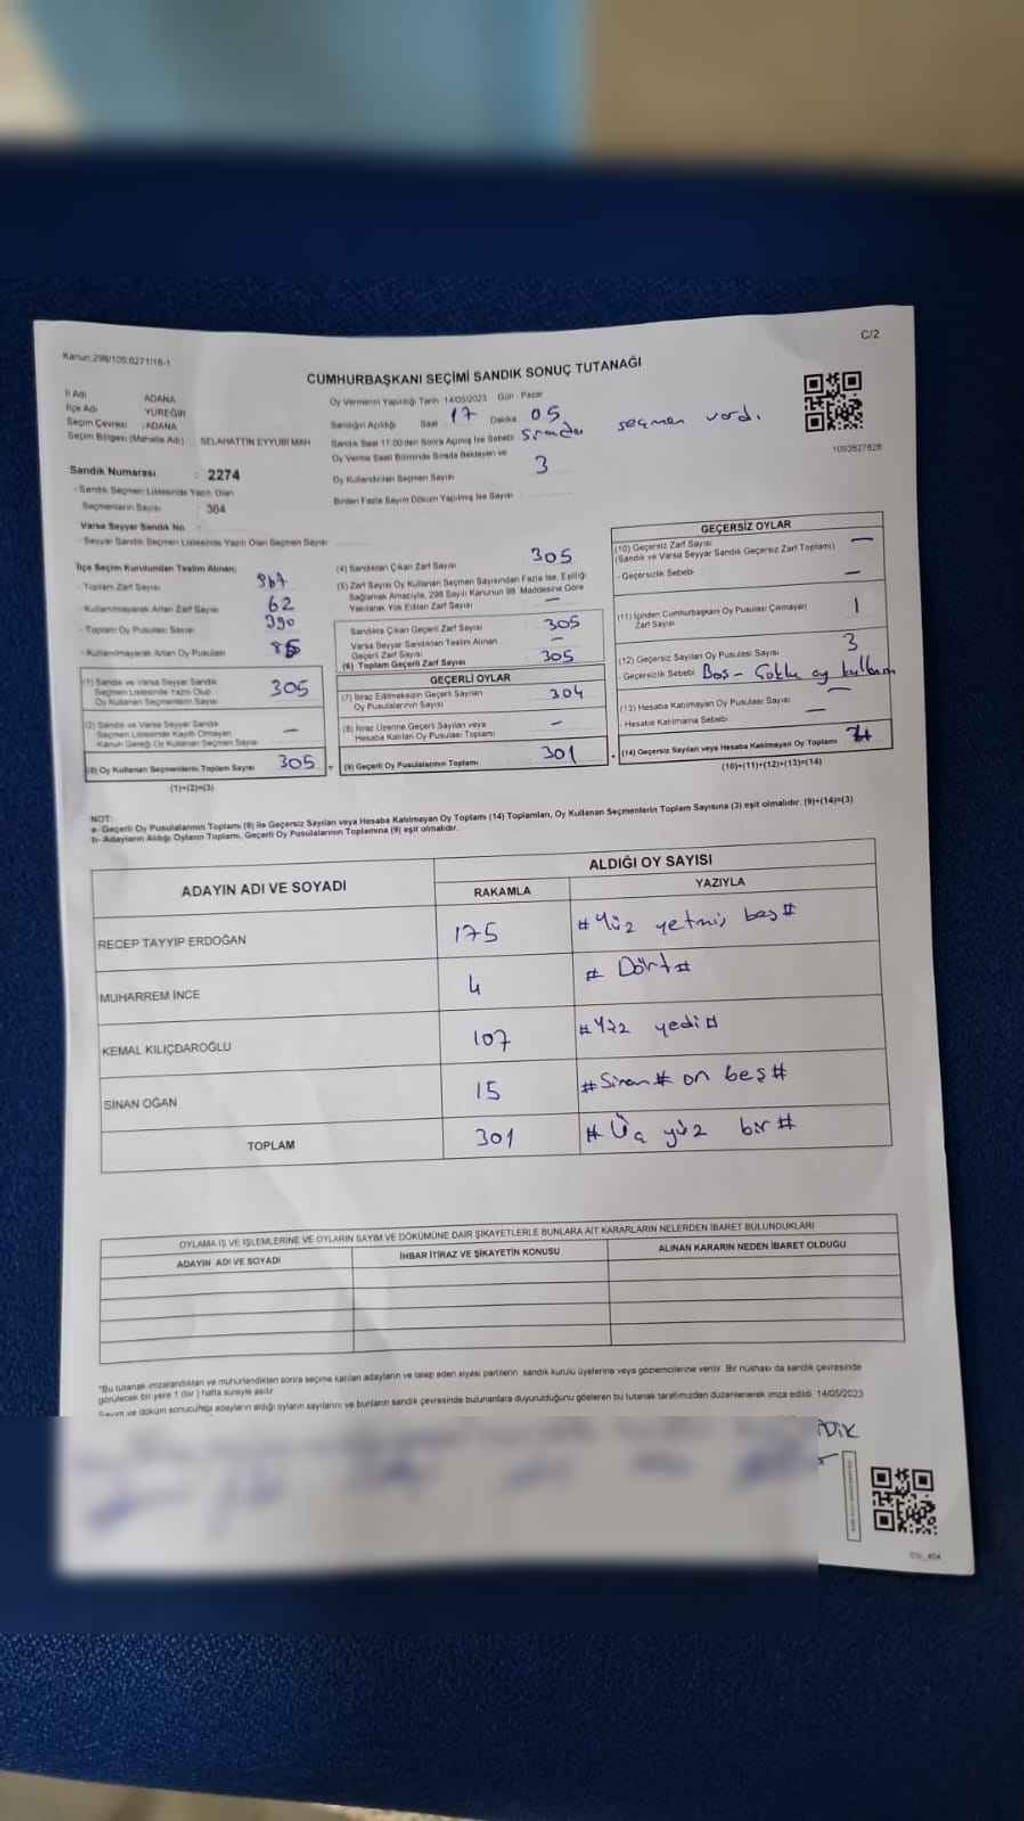 Kanun:298/105;6271/16-1
C/2
CUMHURBAŞKANI SEÇİMİ SANDIK SONUÇ TUTANAĞI
İl Adı ADANA
İlçe Adı YÜREĞİR
Seçim Çevresi :ADANA
Seçim Bölgesi (Mahalle Adı) : SELAHATTİN EYYUBİ MAH
Oy Vermenin Yapıldığı Tarih 14/05/2023 Gün : Pazar
Sandığın Açıldığı Saat 17 Dakika 05
Sandık Saat 17:00'den Sonra Açılmış İse Sebebi Sırada seçmen vardı.
Oy Verme Saati Bitiminde Sırada Bekleyen ve
Oy Kullandırılan Seçmen Sayısı 3
Birden Fazla Sayım Döküm Yapılmış İse Sayısı
Sandık Numarası : 2274
- Sandık Seçmen Listesinde Yazılı Olan
Seçmenlerin Sayısı : 364
Varsa Seyyar Sandık No
- Seyyar Sandık Seçmen Listesinde Yazılı Olan Seçmen Sayısı
İlçe Seçim Kurulundan Teslim Alınan;
- Toplam Zarf Sayısı 367
- Kullanılmayarak Artan Zarf Sayısı 62
- Toplam Oy Pusulası Sayısı 390
- Kullanılmayarak Artan Oy Pusulası
(1) Sandık ve Varsa Seyyar Sandık
Seçmen Listesinde Yazılı Olup
Oy Kullanan Seçmen Sayısı 305
(2) Sandık ve Varsa Seyyar Sandık
Seçmen Listesinde Kayıtlı Olmayan
Kanun Gereği Oy Kullanan Seçmen Sayısı —
(3) Oy Kullanan Seçmenlerin Toplam Sayısı 305
(1)+(2)=(3)
(4) Sandıktan Çıkan Zarf Sayısı 305
(5) Zarf Sayısı Oy Kullanan Seçmen Sayısından Fazla İse, Eşitliği
Sağlamak Amacıyla, 298 Sayılı Kanunun 98. Maddesine Göre
Yakılarak Yok Edilen Zarf Sayısı —
Sandıkta Çıkan Geçerli Zarf Sayısı 305
Varsa Seyyar Sandıktan Teslim Alınan
Geçerli Zarf Sayısı —
(6) Toplam Geçerli Zarf Sayısı 305
GEÇERLİ OYLAR
(7) İtiraz Edilmeksizin Geçerli Sayılan
Oy Pusulalarının Sayısı 304
(8) İtiraz Üzerine Geçerli Sayılan veya
Hesaba Katılan Oy Pusulası Toplamı —
(9) Geçerli Oy Pusulalarının Toplamı 301
1093827828
GEÇERSİZ OYLAR
(10) Geçersiz Zarf Sayısı
(Sandık ve Varsa Seyyar Sandık Geçersiz Zarf Toplamı) —
- Geçersizlik Sebebi —
(11) İçinden Cumhurbaşkanı Oy Pusulası Çıkmayan
Zarf Sayısı 1
(12) Geçersiz Sayılan Oy Pusulası Sayısı 3
- Geçersizlik Sebebi Boş - Çoklu oy kullanım
(13) Hesaba Katılmayan Oy Pusulası Sayısı —
Hesaba Katılmama Sebebi —
(14) Geçersiz Sayılan veya Hesaba Katılmayan Oy Toplamı
(10)+(11)+(12)+(13)=(14)
NOT:
a- Geçerli Oy Pusulalarının Toplamı (9) ile Geçersiz Sayılan veya Hesaba Katılmayan Oy Toplamı (14) Toplamları, Oy Kullanan Seçmenlerin Toplam Sayısına (3) eşit olmalıdır. (9)+(14)=(3)
b- Adayların Aldığı Oyların Toplamı, Geçerli Oy Pusulalarının Toplamına (9) eşit olmalıdır.
ADAYIN ADI VE SOYADI
ALDIĞI OY SAYISI
RAKAMLA YAZIYLA
RECEP TAYYİP ERDOĞAN 175 # Yüz yetmiş beş #
MUHARREM İNCE 4 # Dört #
KEMAL KILIÇDAROĞLU 107 # Yüz yedi #
SİNAN OĞAN 15 # Sinan # on beş #
TOPLAM 301 # Üç yüz bir #
OYLAMA İŞ VE İŞLEMLERİNE VE OYLARIN SAYIM VE DÖKÜMÜNE DAİR ŞİKAYETLERLE BUNLARA AİT KARARLARIN NELERDEN İBARET BULUNDUKLARI
ADAYIN ADI VE SOYADI İHBAR İTİRAZ VE ŞİKAYETİN KONUSU ALINAN KARARIN NEDEN İBARET OLDUĞU
"Bu tutanak imzalandıktan ve mühürlendikten sonra seçime katılan adayların ve talep eden siyasi partilerin sandık kurulu üyelerine veya gözlemcilerine verilir. Bir nüshası da sandık çevresinde
görülecek bir yere 1 (bir) hafta süreyle asılır.
Sayım ve döküm sonucunda adayların aldığı oyların sayılarını ve bunların sandık çevresinde bulunanlara duyurulduğunu gösteren bu tutanak tarafımızdan düzenlenerek imza edildi. 14/05/2023